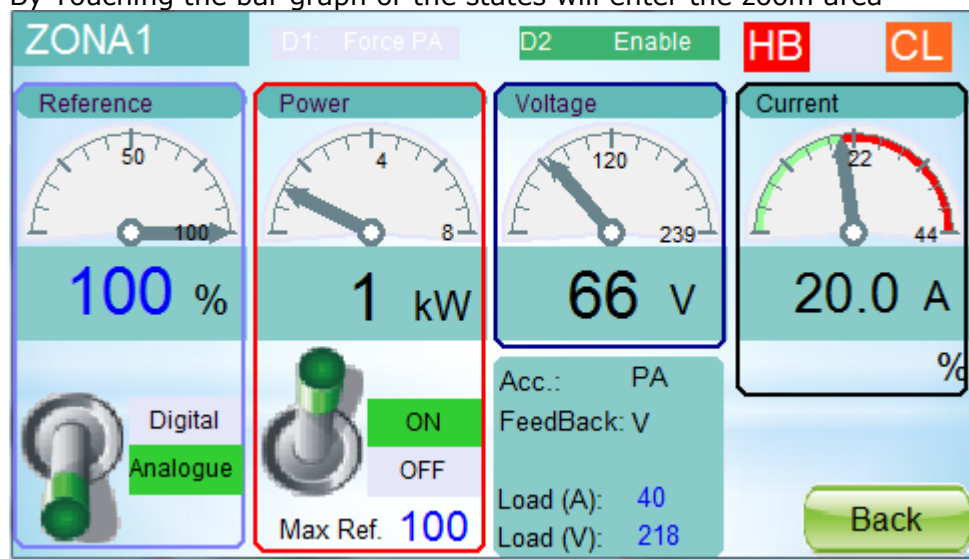 By Touching the bar graph of the states will enter the zoom area
ZONA1
D1: Force PA
D2 Enable
HB
CL
Reference
50
100
100 %
Digital
Analogue
Power
4
8
1 kW
ON
OFF
Max Ref. 100
Voltage
120
239
66 V
Acc.: PA
FeedBack: V
Load (A): 40
Load (V): 218
Current
22
44
20.0 A
%
Back